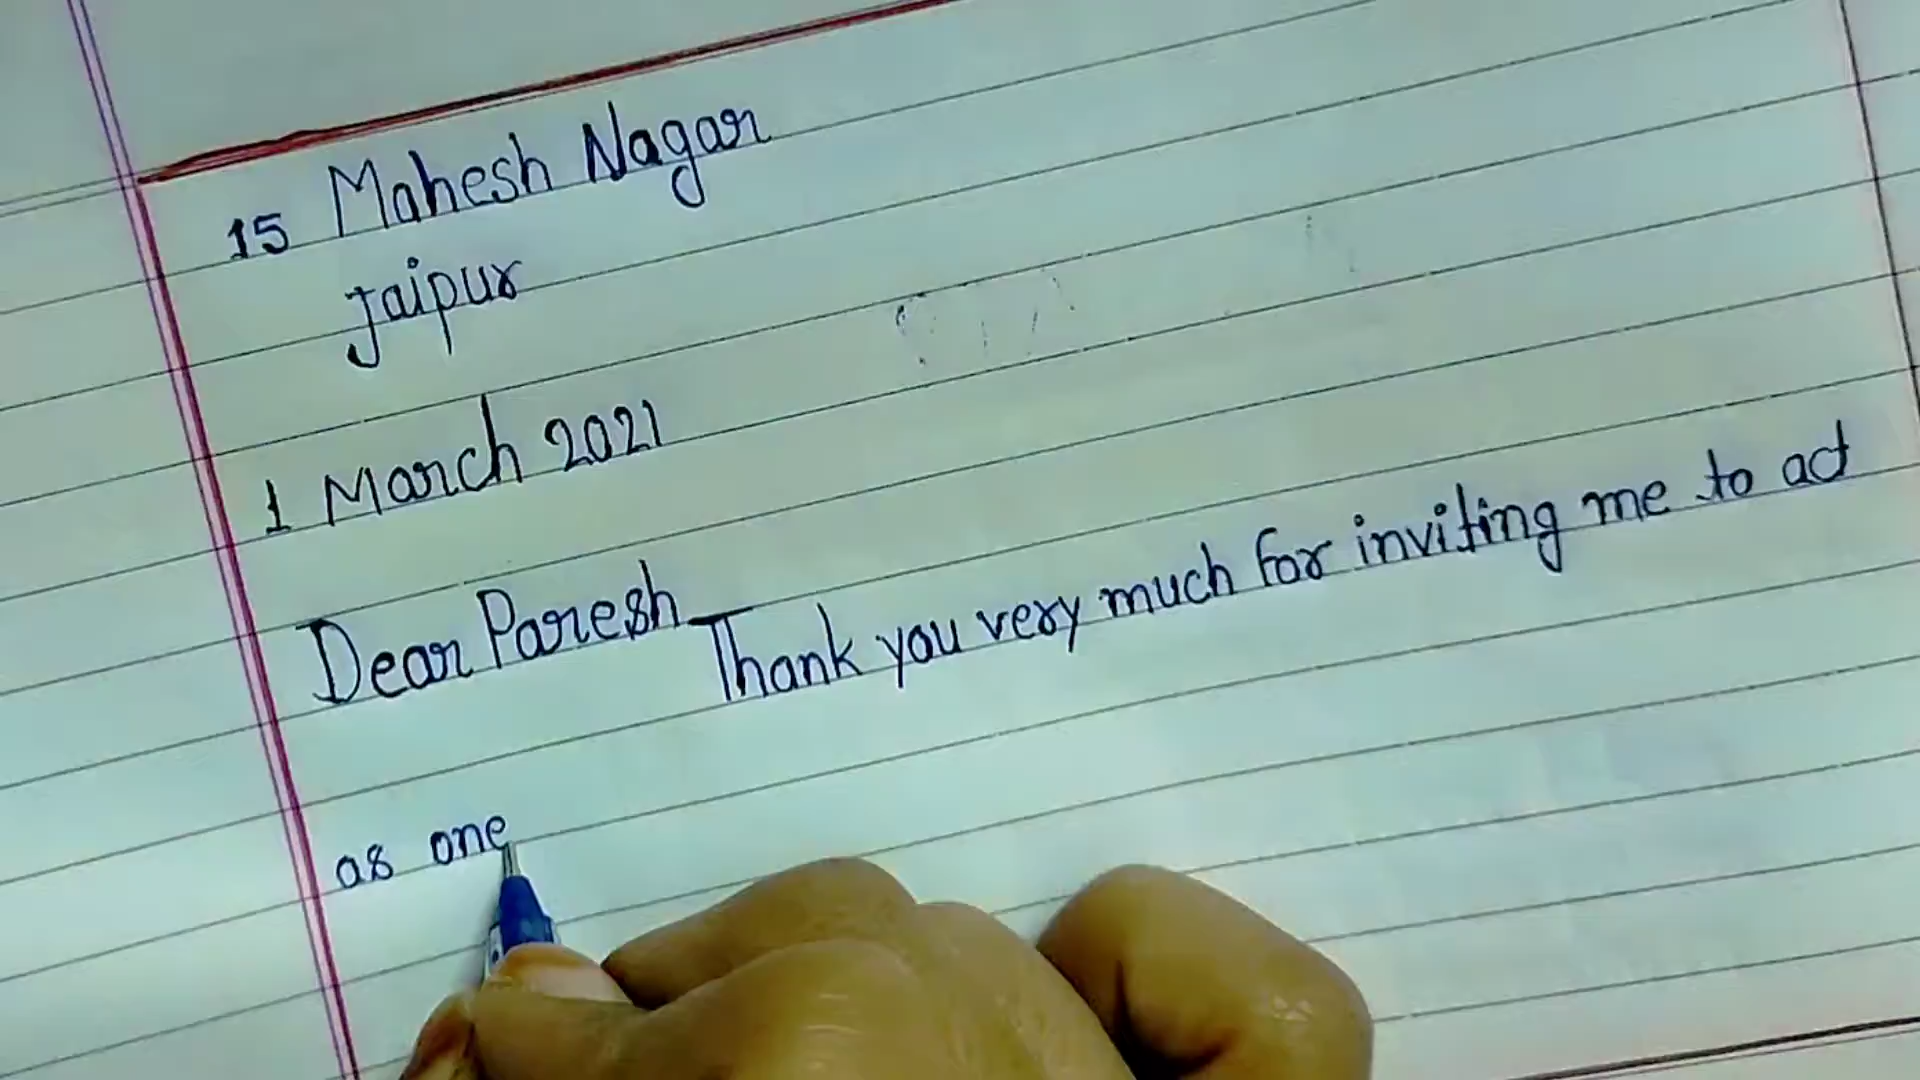 15 Mahesh Nagar
Jaipur
1 March 2021
Dear Paresh
Thank you very much for inviting me to act
as one